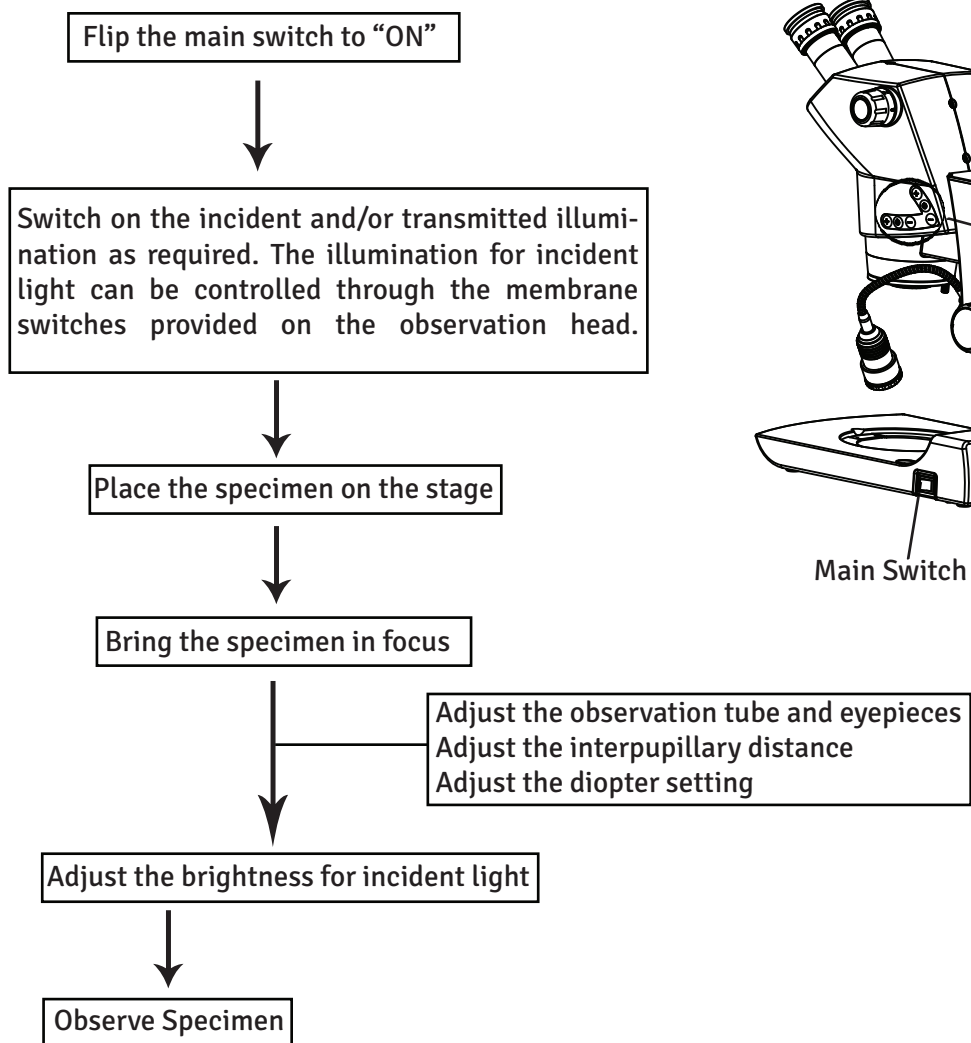 Flip the main switch to “ON”
Switch on the incident and/or transmitted illumi-
nation as required. The illumination for incident
light can be controlled through the membrane
switches provided on the observation head.
Place the specimen on the stage
Main Switch
Bring the specimen in focus
Adjust the observation tube and eyepieces
Adjust the interpupillary distance
Adjust the diopter setting
Adjust the brightness for incident light
Observe Specimen